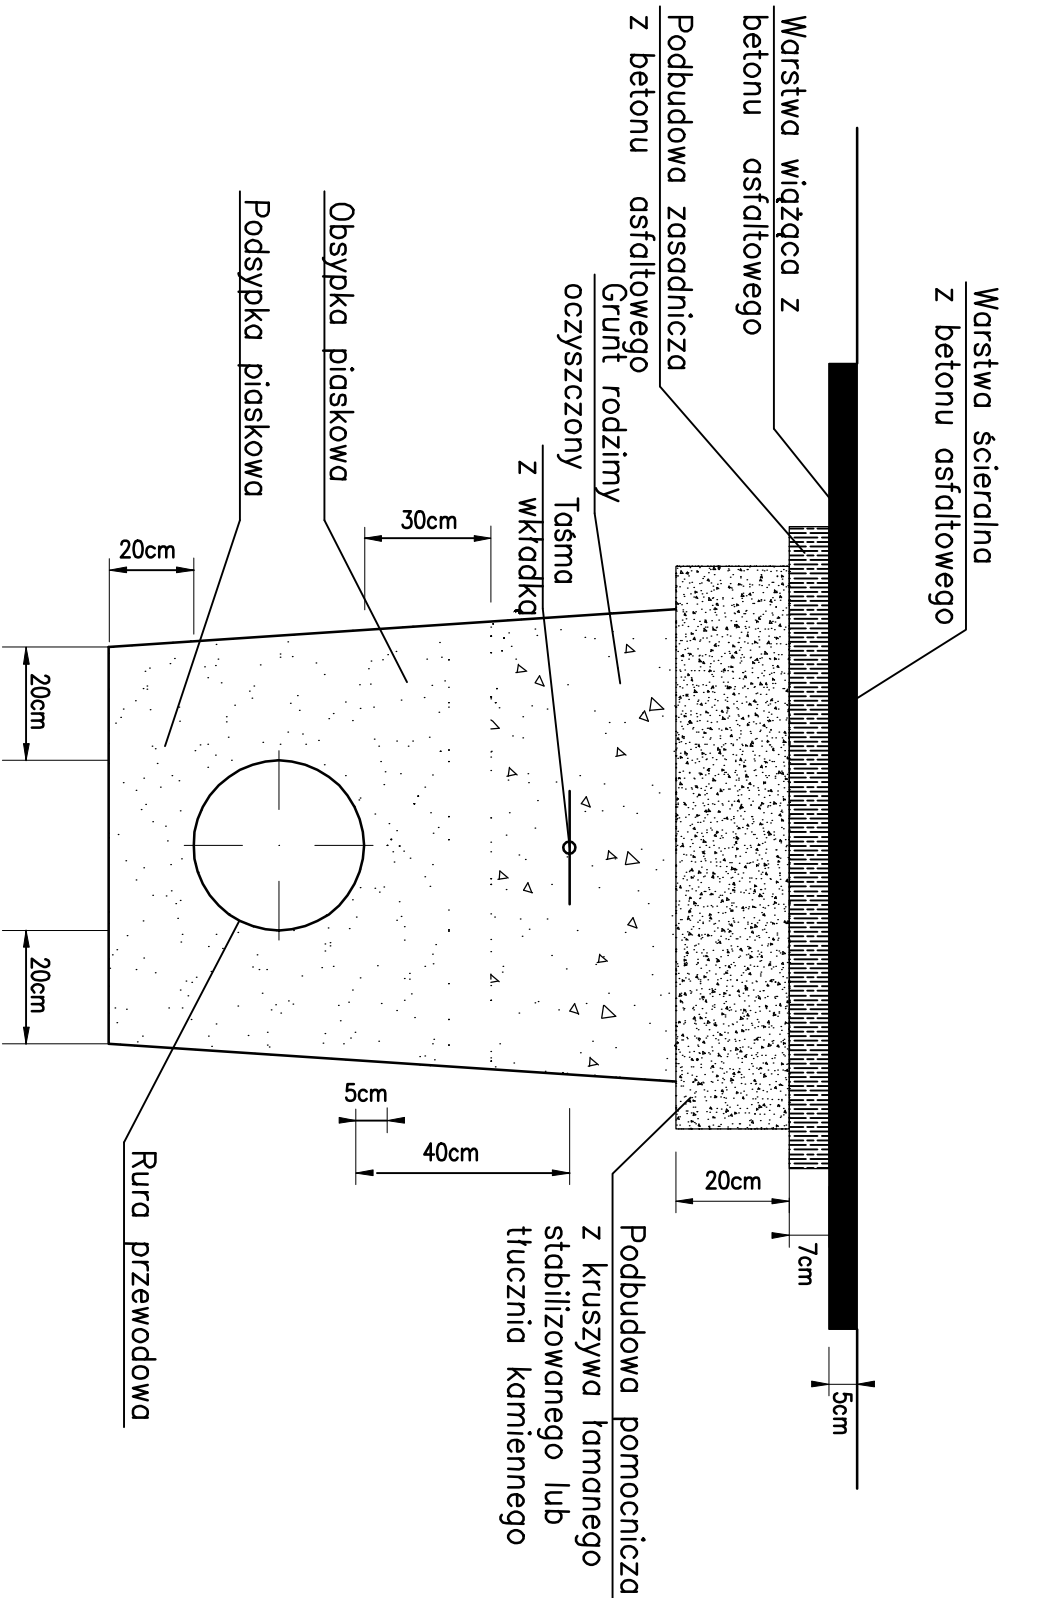 Warstwa ścieralna
z betonu asfaltowego
Warstwa wiążąca z
betonu asfaltowego
Podbudowa zasadnicza
z betonu asfaltowego
Grunt rodzimy
oczyszczony
Taśma
z wkładką
Obsypka piaskowa
Podsypka piaskowa
30cm
20cm
20cm
20cm
5cm
40cm
20cm
7cm
5cm
Podbudowa pomocnicza
z kruszywa łamanego
stabilizowanego lub
tłucznia kamiennego
Rura przewodowa